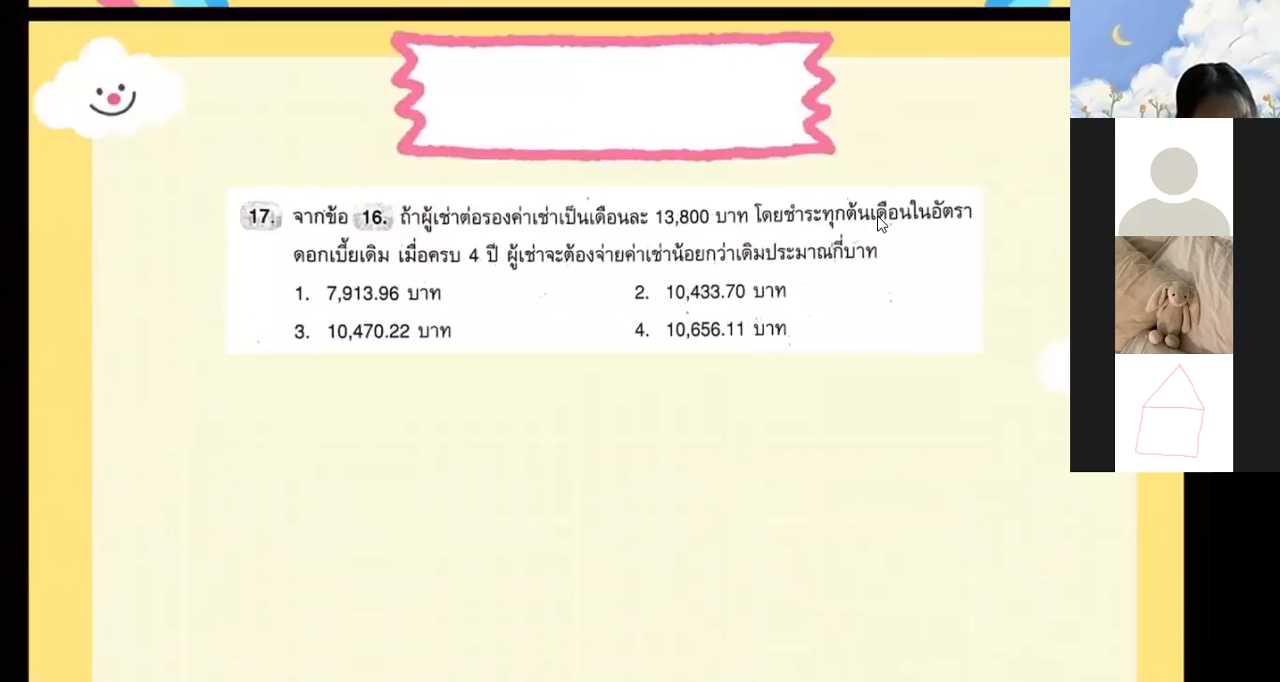 17. จากข้อ 16. ถ้าผู้เช่าต่อรองค่าเช่าเป็นเดือนละ 13,800 บาท โดยชำระทุกต้นเดือนในอัตรา
ดอกเบี้ยเดิม เมื่อครบ 4 ปี ผู้เช่าจะต้องจ่ายค่าเช่าน้อยกว่าเดิมประมาณกี่บาท
1. 7,913.96 บาท 2. 10,433.70 บาท
3. 10,470.22 บาท 4. 10,656.11 บาท